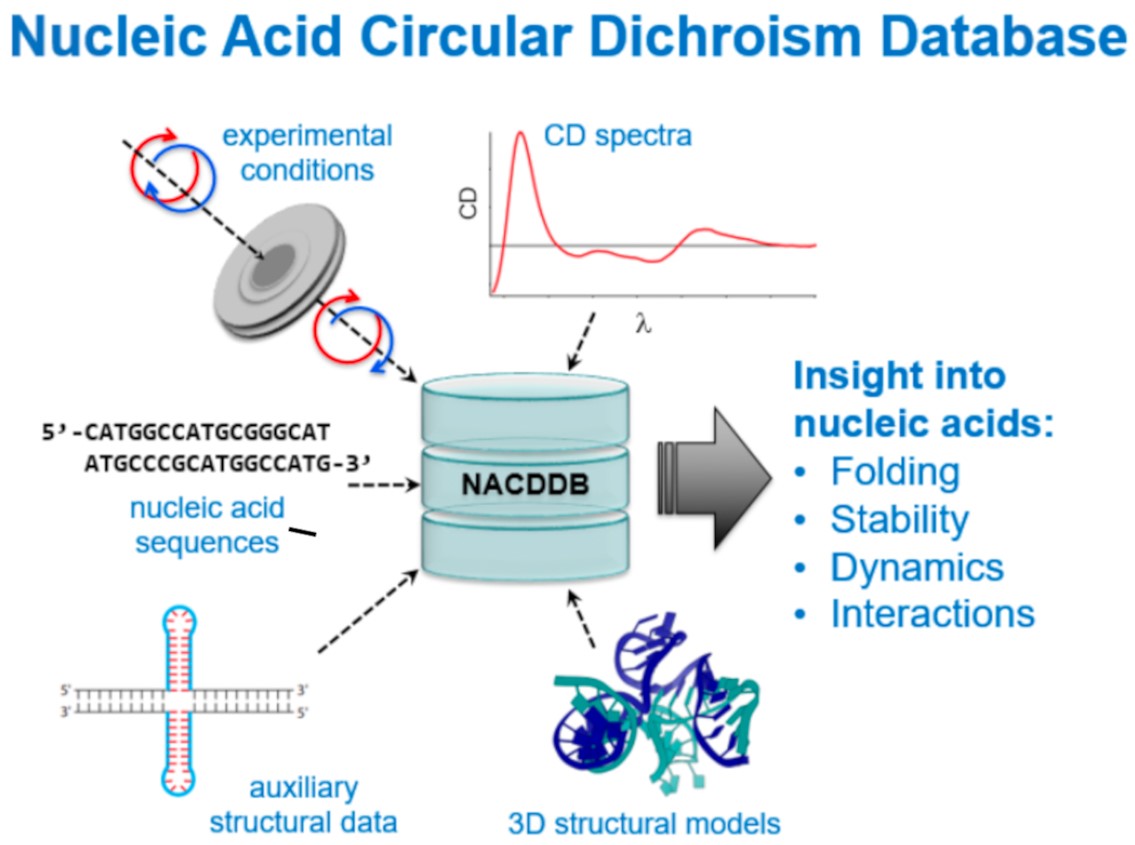 Nucleic Acid Circular Dichroism Database
experimental
conditions
CD spectra
CD
λ
5’-CATGGCCATGCGGGCAT
ATGCCCGCATGGCCATG-3’
nucleic acid
sequences
NACDDB
Insight into
nucleic acids:
• Folding
• Stability
• Dynamics
• Interactions
5' 3'
3' 5'
auxiliary
structural data
3D structural models